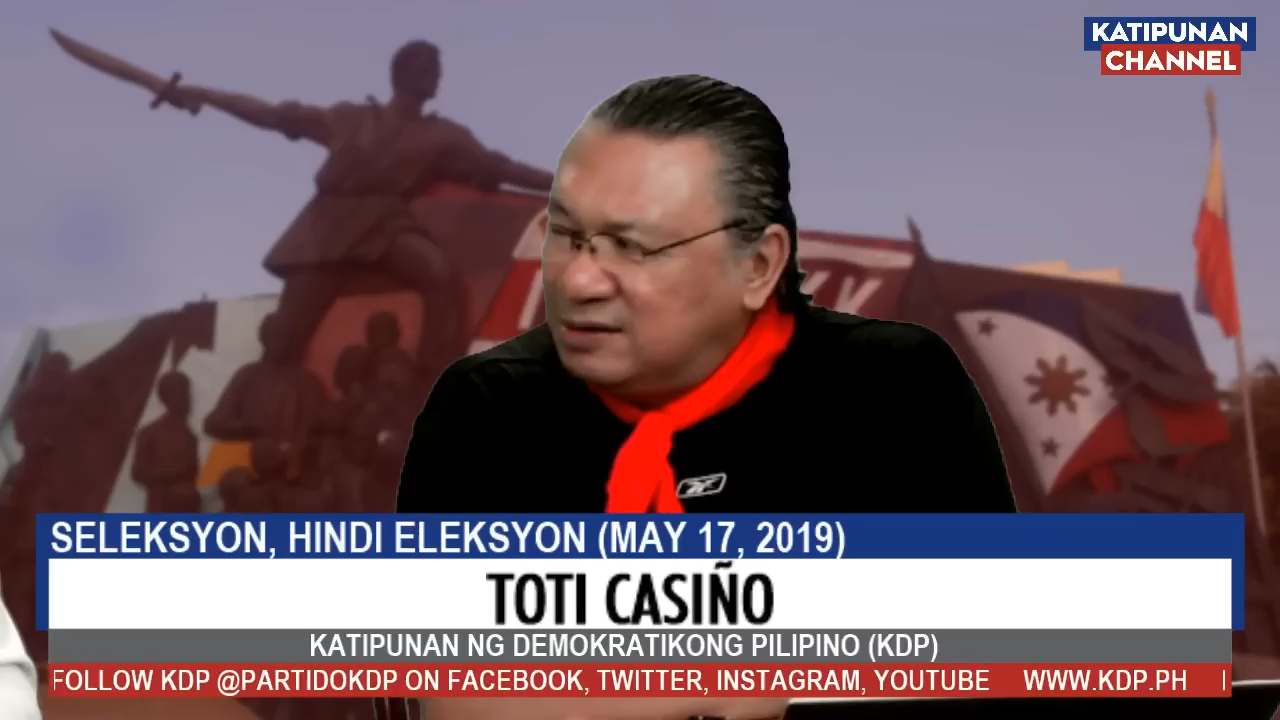 KATIPUNAN
CHANNEL
SELEKSYON, HINDI ELEKSYON (MAY 17, 2019)
TOTI CASIÑO
KATIPUNAN NG DEMOKRATIKONG PILIPINO (KDP)
FOLLOW KDP @PARTIDOKDP ON FACEBOOK, TWITTER, INSTAGRAM, YOUTUBE WWW.KDP.PH